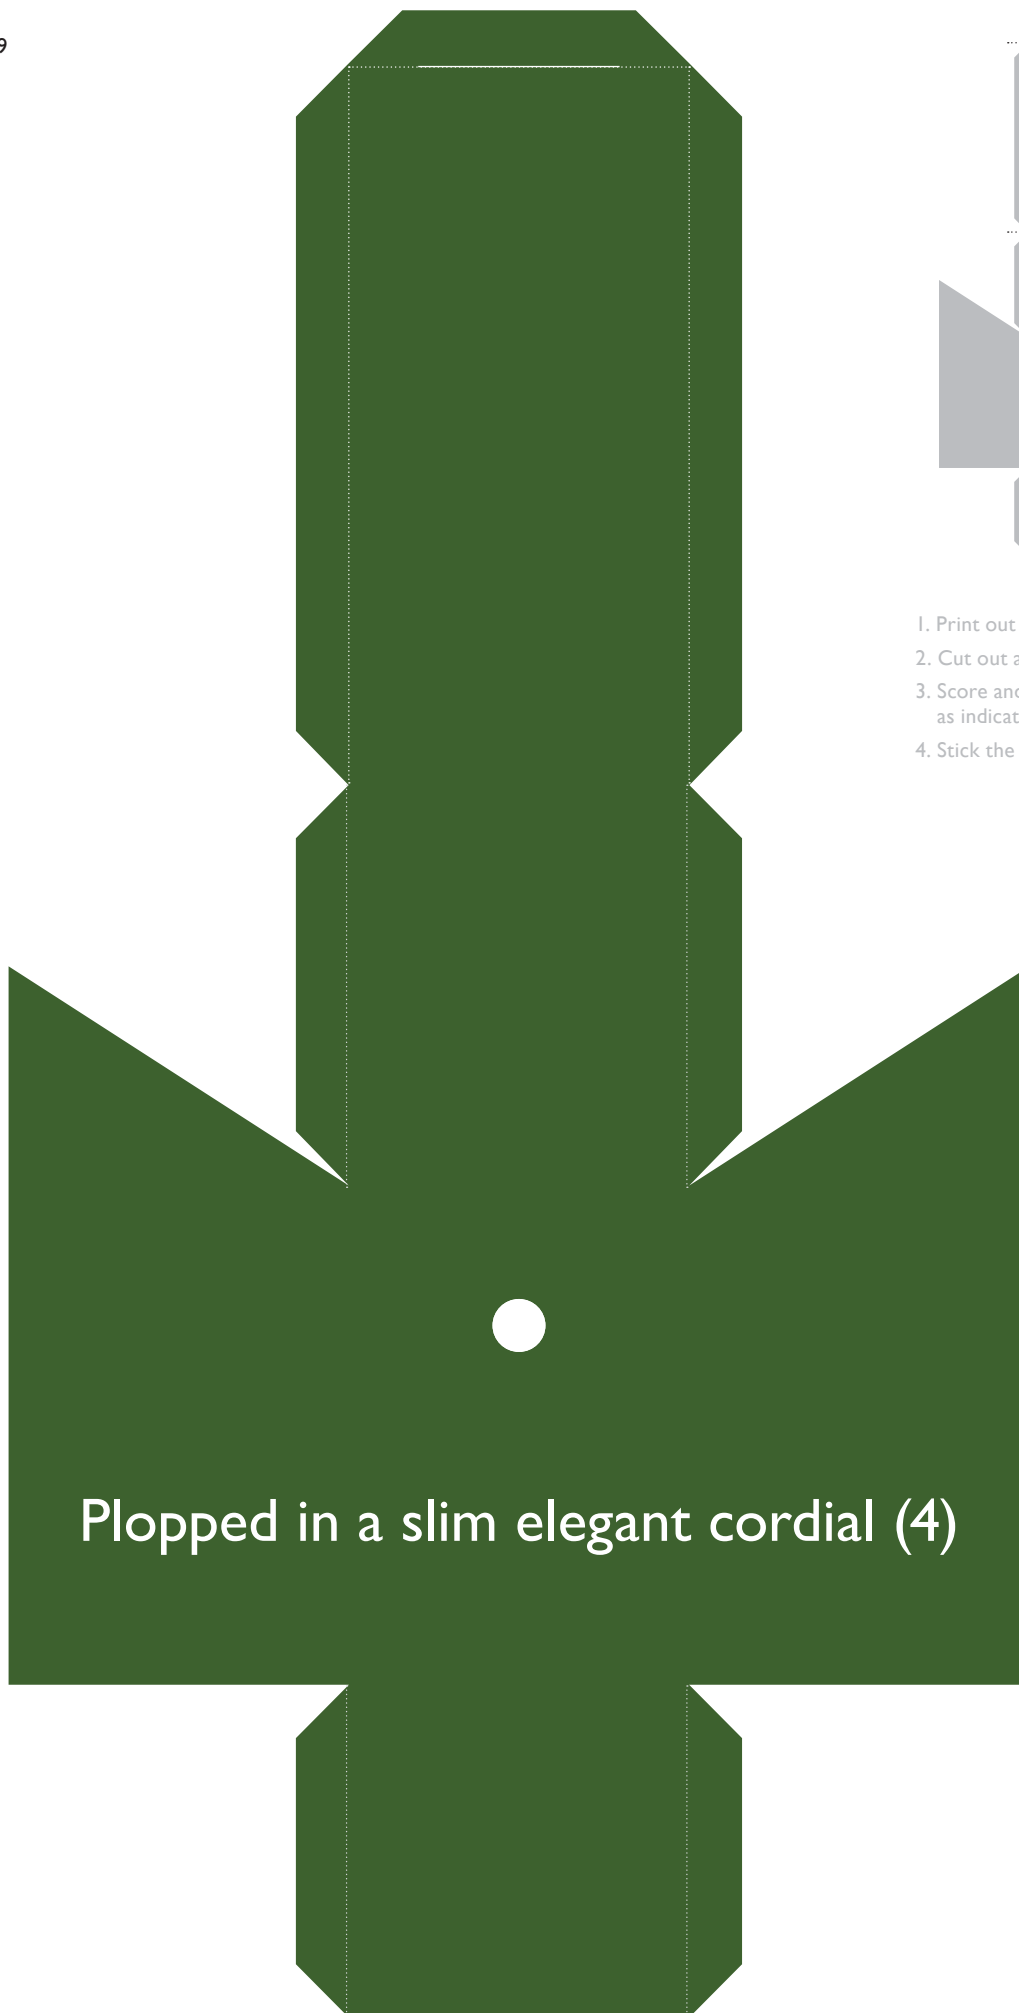 9
1. Print out
2. Cut out a
3. Score and
as indicat
4. Stick the
Plopped in a slim elegant cordial (4)